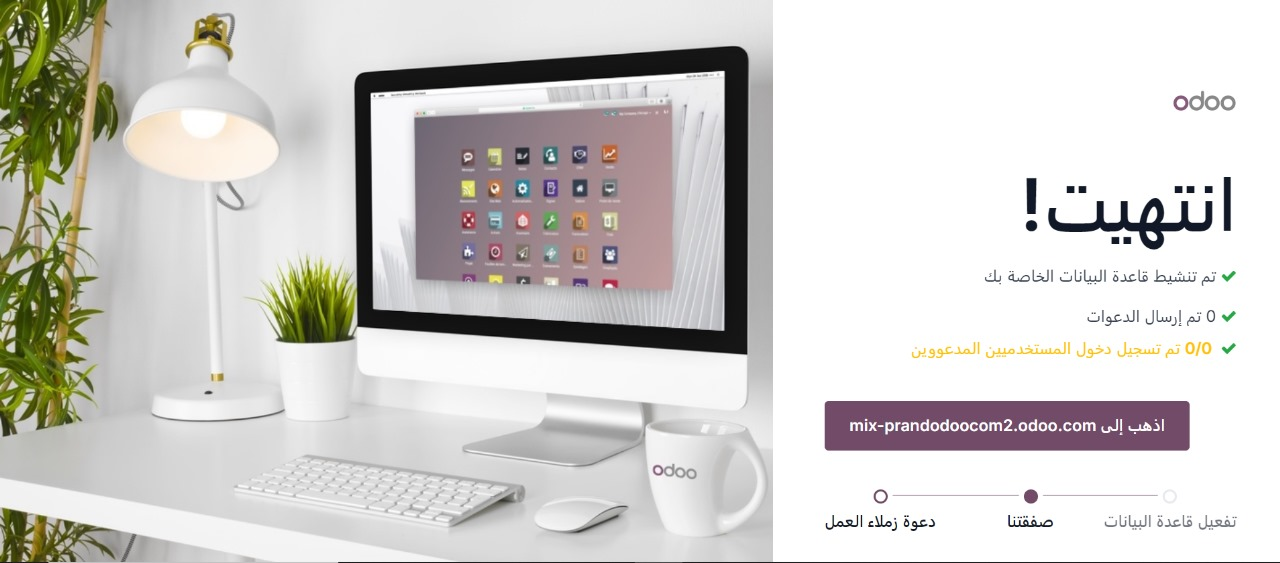 odoo
انتهيت!
تم تنشيط قاعدة البيانات الخاصة بك
0 تم إرسال الدعوات
0/0 تم تسجيل دخول المستخدميين المدعووين
اذهب إلى mix-prandodoocom2.odoo.com
تفعيل قاعدة البيانات
صفقتنا
دعوة زملاء العمل
odoo